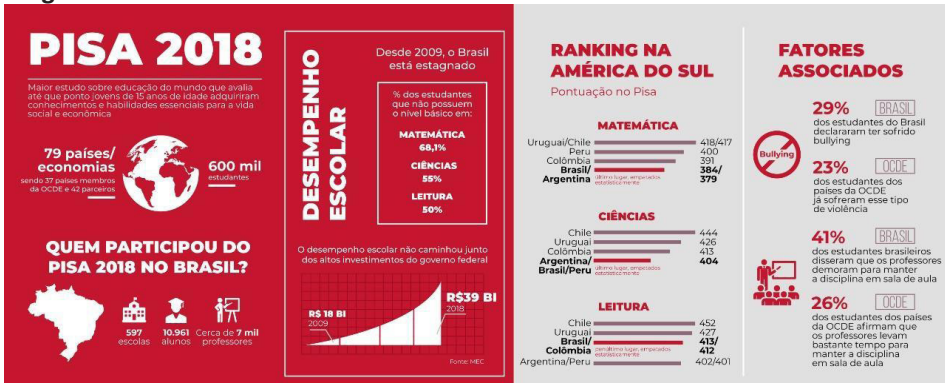 PISA 2018
Maior estudo sobre educação do mundo que avalia
até que ponto jovens de 15 anos de idade adquiriram
conhecimentos e habilidades essenciais para a vida
social e econômica
79 países/
economias
sendo 37 países membros
da OCDE e 42 parceiros
600 mil
estudantes
QUEM PARTICIPOU DO
PISA 2018 NO BRASIL?
597
escolas
10.961
alunos
Cerca de 7 mil
professores
DESEMPENHO
ESCOLAR
Desde 2009, o Brasil
está estagnado
% dos estudantes
que não possuem
o nível básico em:
MATEMÁTICA
68,1%
CIÊNCIAS
55%
LEITURA
50%
O desempenho escolar não caminhou junto
dos altos investimentos do governo federal
R$ 18 BI
2009
R$39 BI
2018
Fonte: MEC
RANKING NA
AMÉRICA DO SUL
Pontuação no Pisa
MATEMÁTICA
Uruguai/Chile 418/417
Peru 400
Colômbia 391
Brasil/ 384/
Argentina 379
último lugar, empatados
estatisticamente
CIÊNCIAS
Chile 444
Uruguai 426
Colômbia 413
Argentina/ 404
Brasil/Peru
último lugar, empatados
estatisticamente
LEITURA
Chile 452
Uruguai 427
Brasil/ 413/
Colômbia 412
penúltimo lugar, empatados
estatisticamente
Argentina/Peru 402/401
FATORES
ASSOCIADOS
Bullying
29% BRASIL
dos estudantes do Brasil
declararam ter sofrido
bullying
23% OCDE
dos estudantes dos
países da OCDE
já sofreram esse tipo
de violência
41% BRASIL
dos estudantes brasileiros
disseram que os professores
demoram para manter
a disciplina em sala de aula
26% OCDE
dos estudantes dos países
da OCDE afirmam que
os professores levam
bastante tempo para
manter a disciplina
em sala de aula